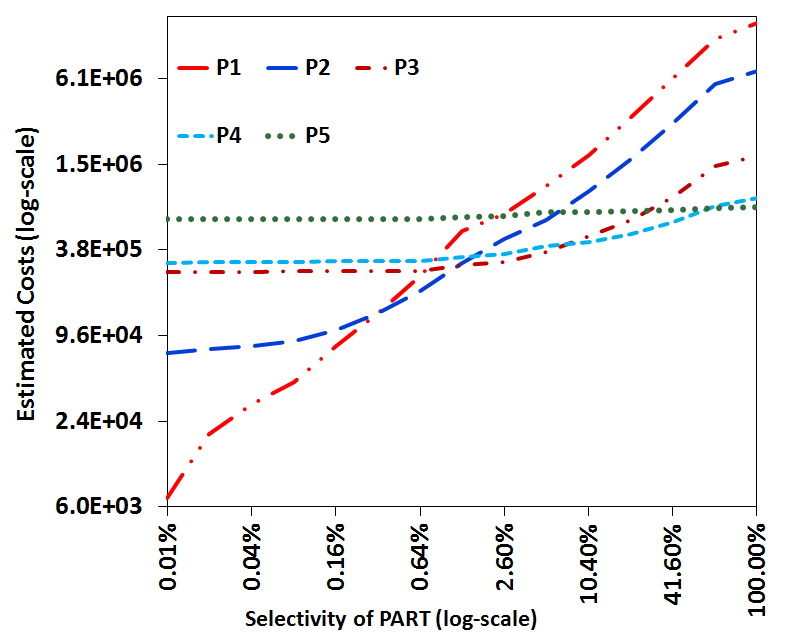 P1 P2 P3
P4 P5
Estimated Costs (log-scale)
6.1E+06
1.5E+06
3.8E+05
9.6E+04
2.4E+04
6.0E+03
0.01% 0.04% 0.16% 0.64% 2.60% 10.40% 41.60% 100.00%
Selectivity of PART (log-scale)